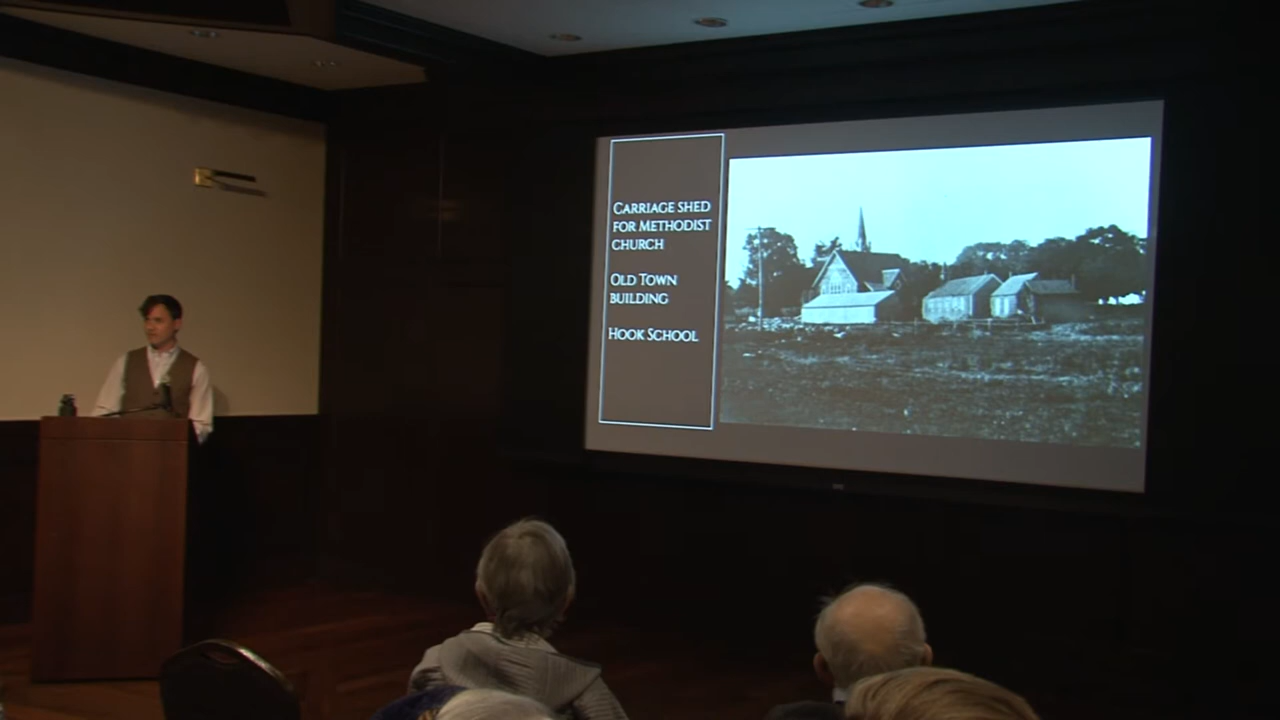 Carriage shed
for Methodist
church
Old Town
building
Hook School